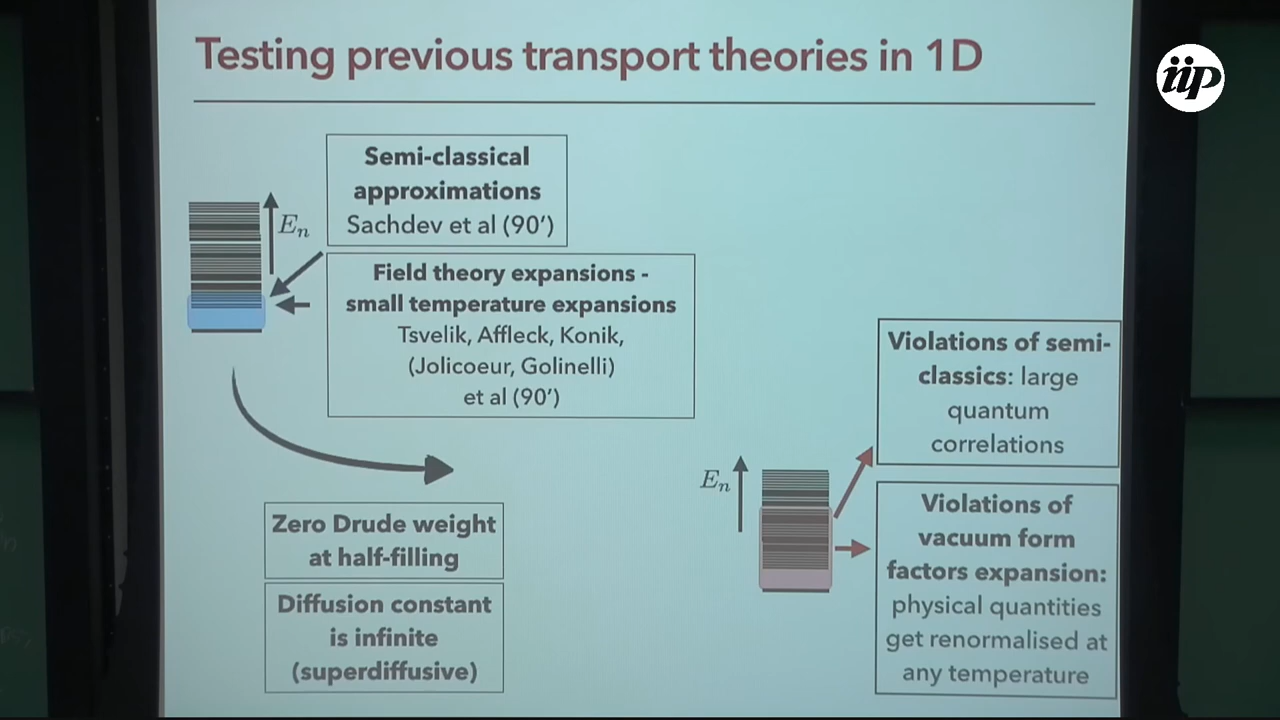 Testing previous transport theories in 1D
iip
Semi-classical
approximations
Sachdev et al (90’)
E_n
Field theory expansions -
small temperature expansions
Tsvelik, Affleck, Konik,
(Jolicoeur, Golinelli)
et al (90’)
Zero Drude weight
at half-filling
Diffusion constant
is infinite
(superdiffusive)
E_n
Violations of semi-
classics: large
quantum
correlations
Violations of
vacuum form
factors expansion:
physical quantities
get renormalised at
any temperature